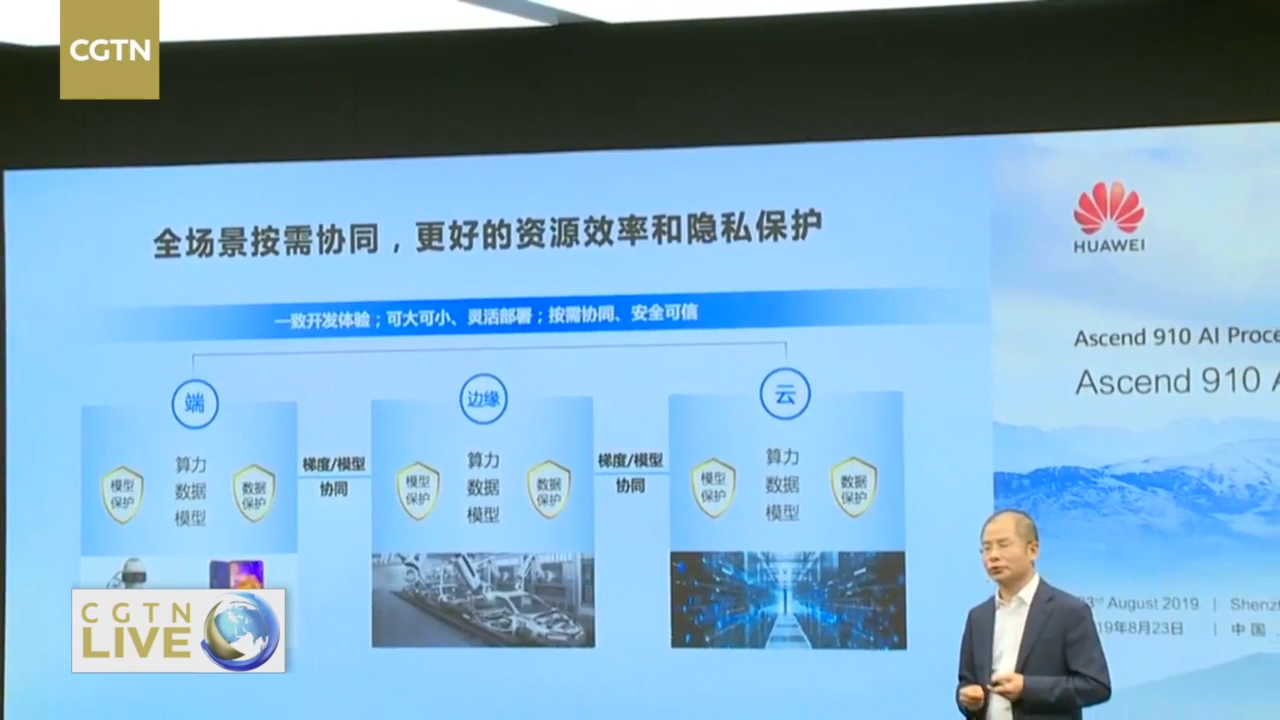 CGTN
全场景按需协同，更好的资源效率和隐私保护
一致开发体验；可大可小、灵活部署；按需协同、安全可信
端
边缘
云
模型
保护
算力
数据
模型
数据
保护
梯度/模型
协同
模型
保护
算力
数据
模型
数据
保护
梯度/模型
协同
模型
保护
算力
数据
模型
数据
保护
HUAWEI
Ascend 910 AI Proce
Ascend 910 A
3rd August 2019 | Shenz
19年8月23日 | 中国
CGTN
LIVE